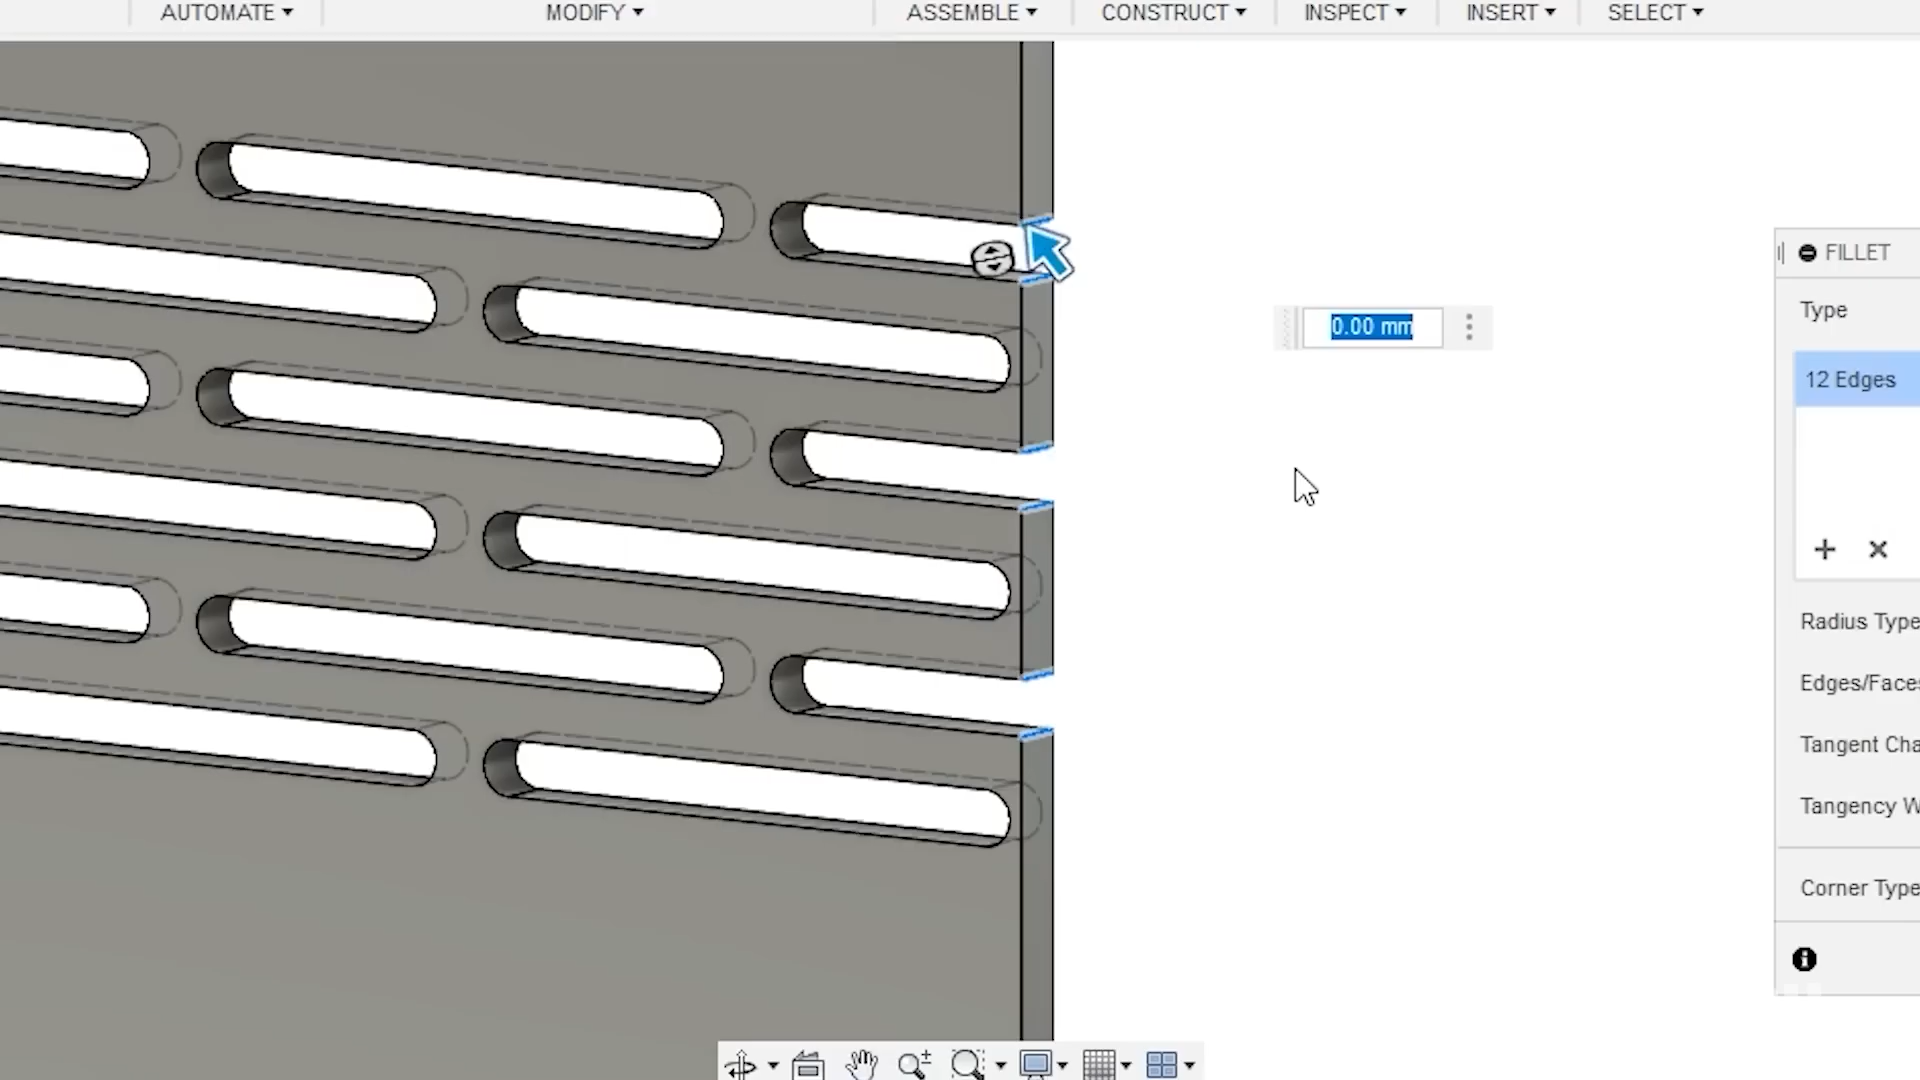 AUTOMATE
MODIFY
ASSEMBLE
CONSTRUCT
INSPECT
INSERT
SELECT
FILLET
0.00 mm
Type
12 Edges
Radius Type
Edges/Faces
Tangent Cha
Tangency W
Corner Type